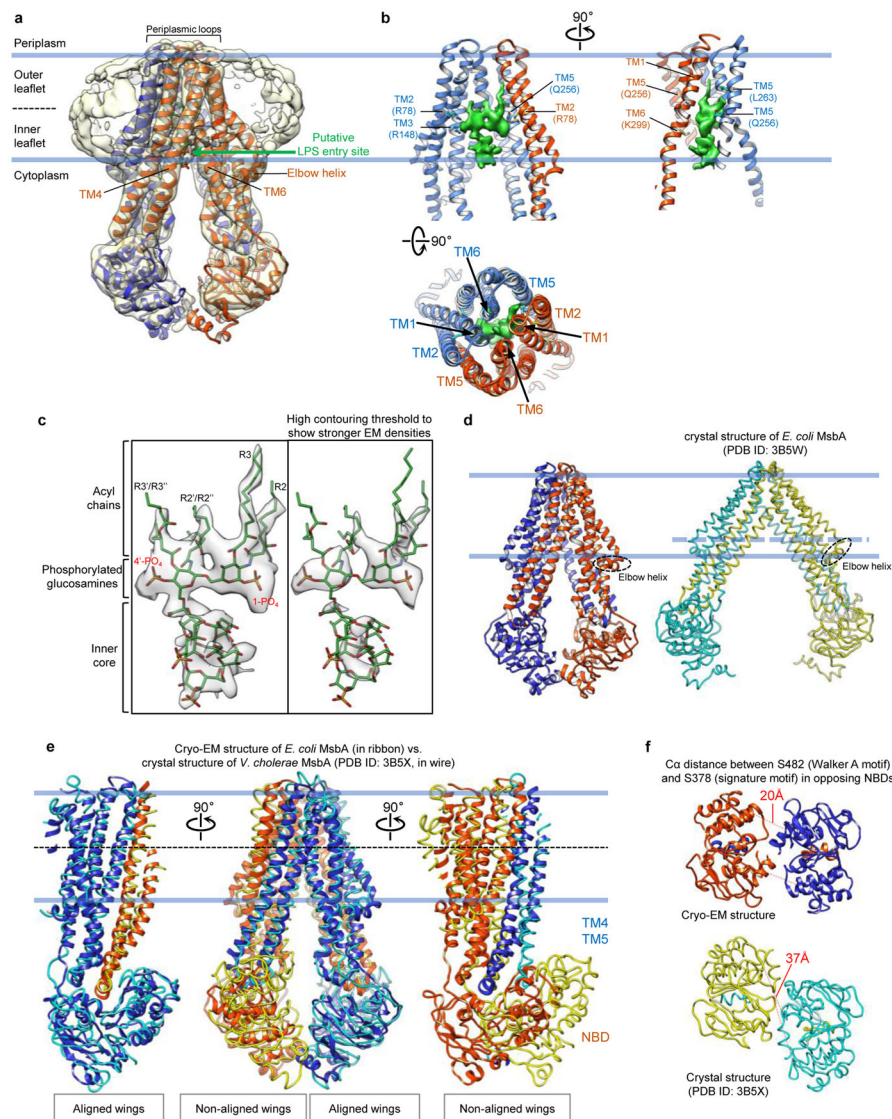 a
Periplasmic loops
Periplasm
Outer
leaflet
Inner
leaflet
Cytoplasm
Putative
LPS entry site
Elbow helix
TM4
TM6
b
90°
TM2
(R78)
TM3
(R148)
TM5
(Q256)
TM2
(R78)
TM1
TM5
(Q256)
TM6
(K299)
TM5
(L263)
TM5
(Q256)
90°
TM6
TM5
TM2
TM1
TM1
TM2
TM5
TM6
c
High contouring threshold to
show stronger EM densities
Acyl
chains
R3'/R3''
R2'/R2''
R3
R2
4'-PO4
Phosphorylated
glucosamines
1-PO4
Inner
core
d
crystal structure of E. coli MsbA
(PDB ID: 3B5W)
Elbow helix
Elbow helix
e
Cryo-EM structure of E. coli MsbA (in ribbon) vs.
crystal structure of V. cholerae MsbA (PDB ID: 3B5X, in wire)
90°
90°
TM4
TM5
NBD
Aligned wings
Non-aligned wings
Aligned wings
Non-aligned wings
f
Cα distance between S482 (Walker A motif)
and S378 (signature motif) in opposing NBDs
20Å
Cryo-EM structure
37Å
Crystal structure
(PDB ID: 3B5X)